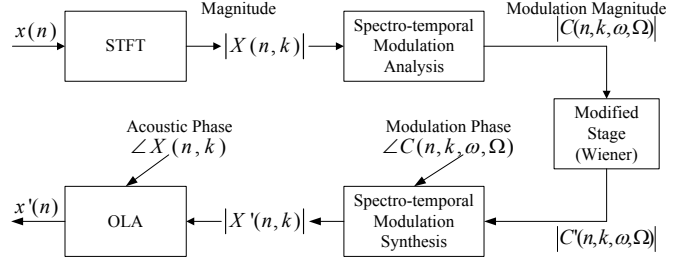 Magnitude
Modulation Magnitude
x(n)
STFT
|X(n,k)|
Spectro-temporal
Modulation
Analysis
|C(n,k,ω,Ω)|
Modified
Stage
(Wiener)
Acoustic Phase
∠X(n,k)
Modulation Phase
∠C(n,k,ω,Ω)
x'(n)
OLA
|X'(n,k)|
Spectro-temporal
Modulation
Synthesis
|C'(n,k,ω,Ω)|